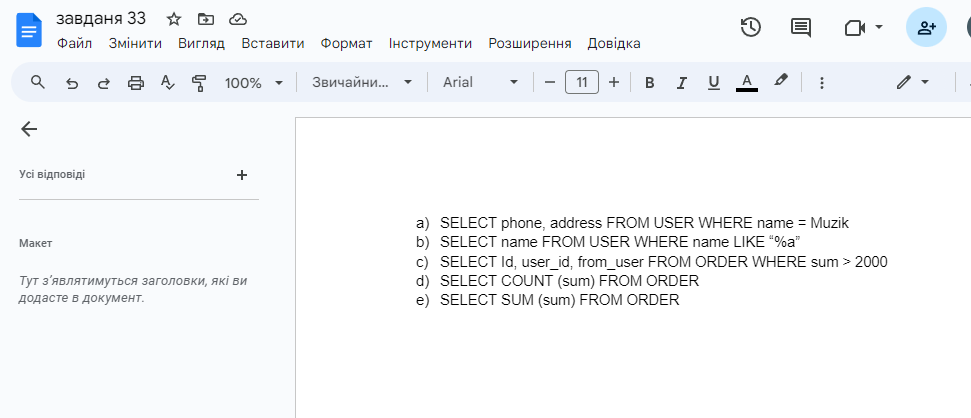 завданя 33
Файл Змінити Вигляд Вставити Формат Інструменти Розширення Довідка
100% Звичайни... Arial 11 B I U A
Усі відповіді
Макет
Тут з’являтимуться заголовки, які ви
додасте в документ.
a) SELECT phone, address FROM USER WHERE name = Muzik
b) SELECT name FROM USER WHERE name LIKE “%a”
c) SELECT Id, user_id, from_user FROM ORDER WHERE sum > 2000
d) SELECT COUNT (sum) FROM ORDER
e) SELECT SUM (sum) FROM ORDER